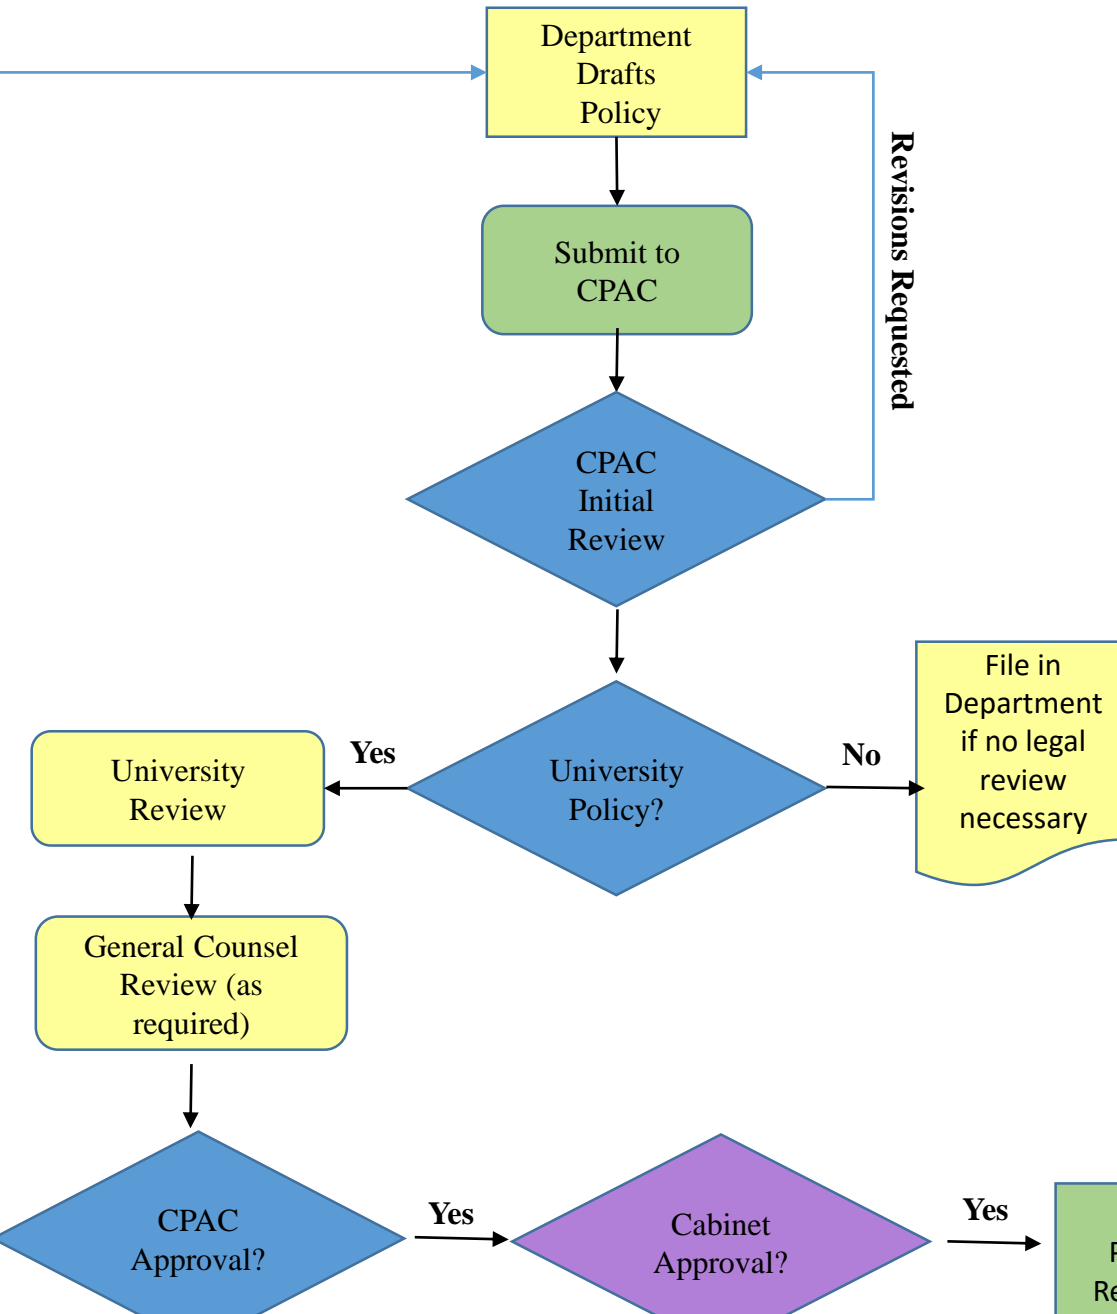 Department
Drafts
Policy
Revisions Requested
Submit to
CPAC
CPAC
Initial
Review
File in
Department
if no legal
review
necessary
Yes
No
University
Review
University
Policy?
General Counsel
Review (as
required)
CPAC
Approval?
Yes
Cabinet
Approval?
Yes